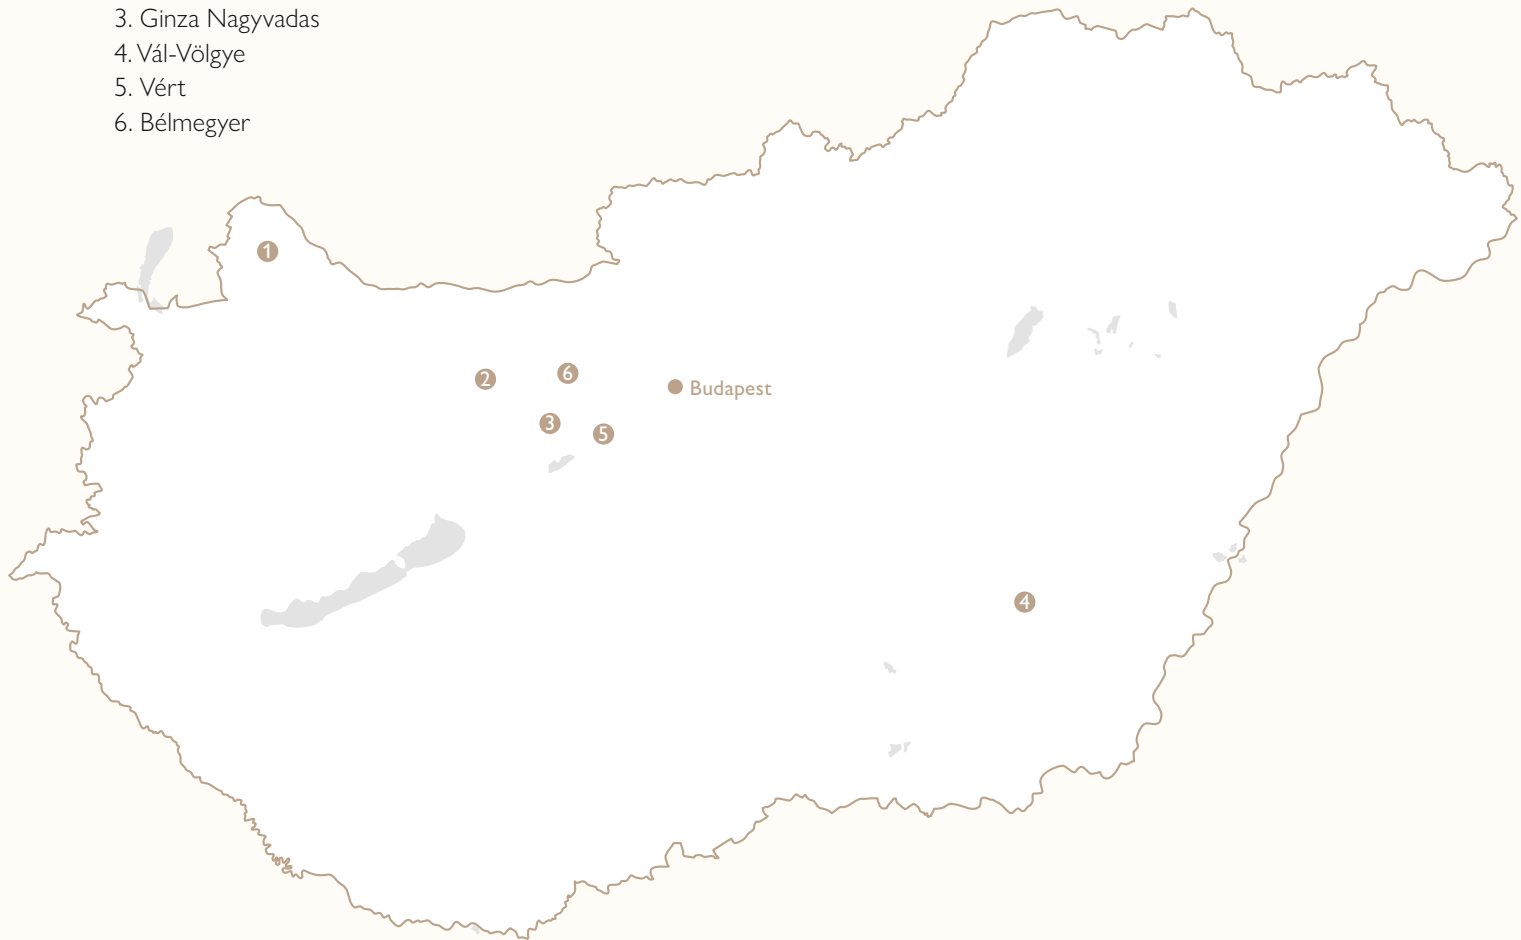 3. Ginza Nagyvadas
4. Vál-Völgye
5. Vért
6. Bélmegyer
1
2
6
Budapest
3
5
4